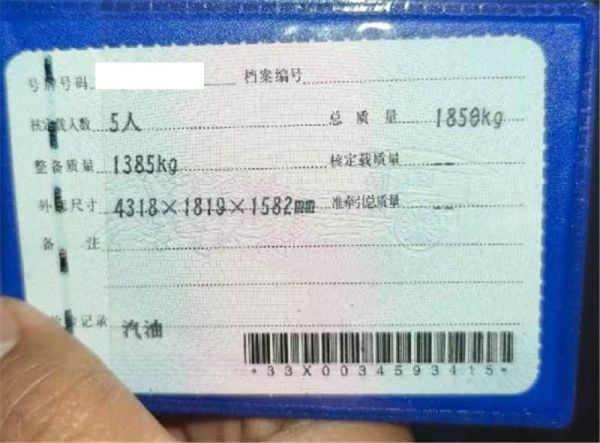 号牌号码 档案编号
核定载人数 5人 总质量 1850kg
整备质量 1385kg 核定载质量 --
外廓尺寸 4318×1819×1582mm 准牵引总质量 --
备注
检验记录 汽油
*33X0034593415*